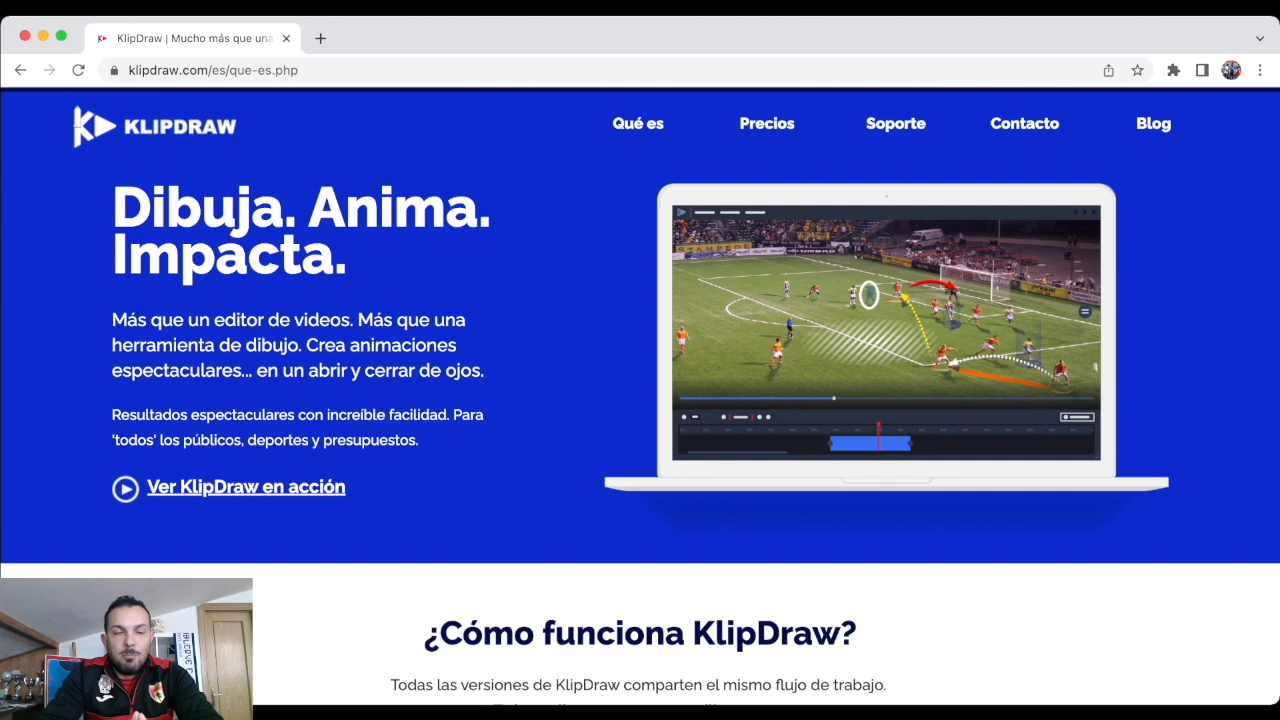 KlipDraw | Mucho más que una
klipdraw.com/es/que-es.php
KLIPDRAW
Qué es
Precios
Soporte
Contacto
Blog
Dibuja. Anima.
Impacta.
Más que un editor de videos. Más que una
herramienta de dibujo. Crea animaciones
espectaculares... en un abrir y cerrar de ojos.
Resultados espectaculares con increíble facilidad. Para
'todos' los públicos, deportes y presupuestos.
Ver KlipDraw en acción
STAMPEDE
¿Cómo funciona KlipDraw?
Todas las versiones de KlipDraw comparten el mismo flujo de trabajo.